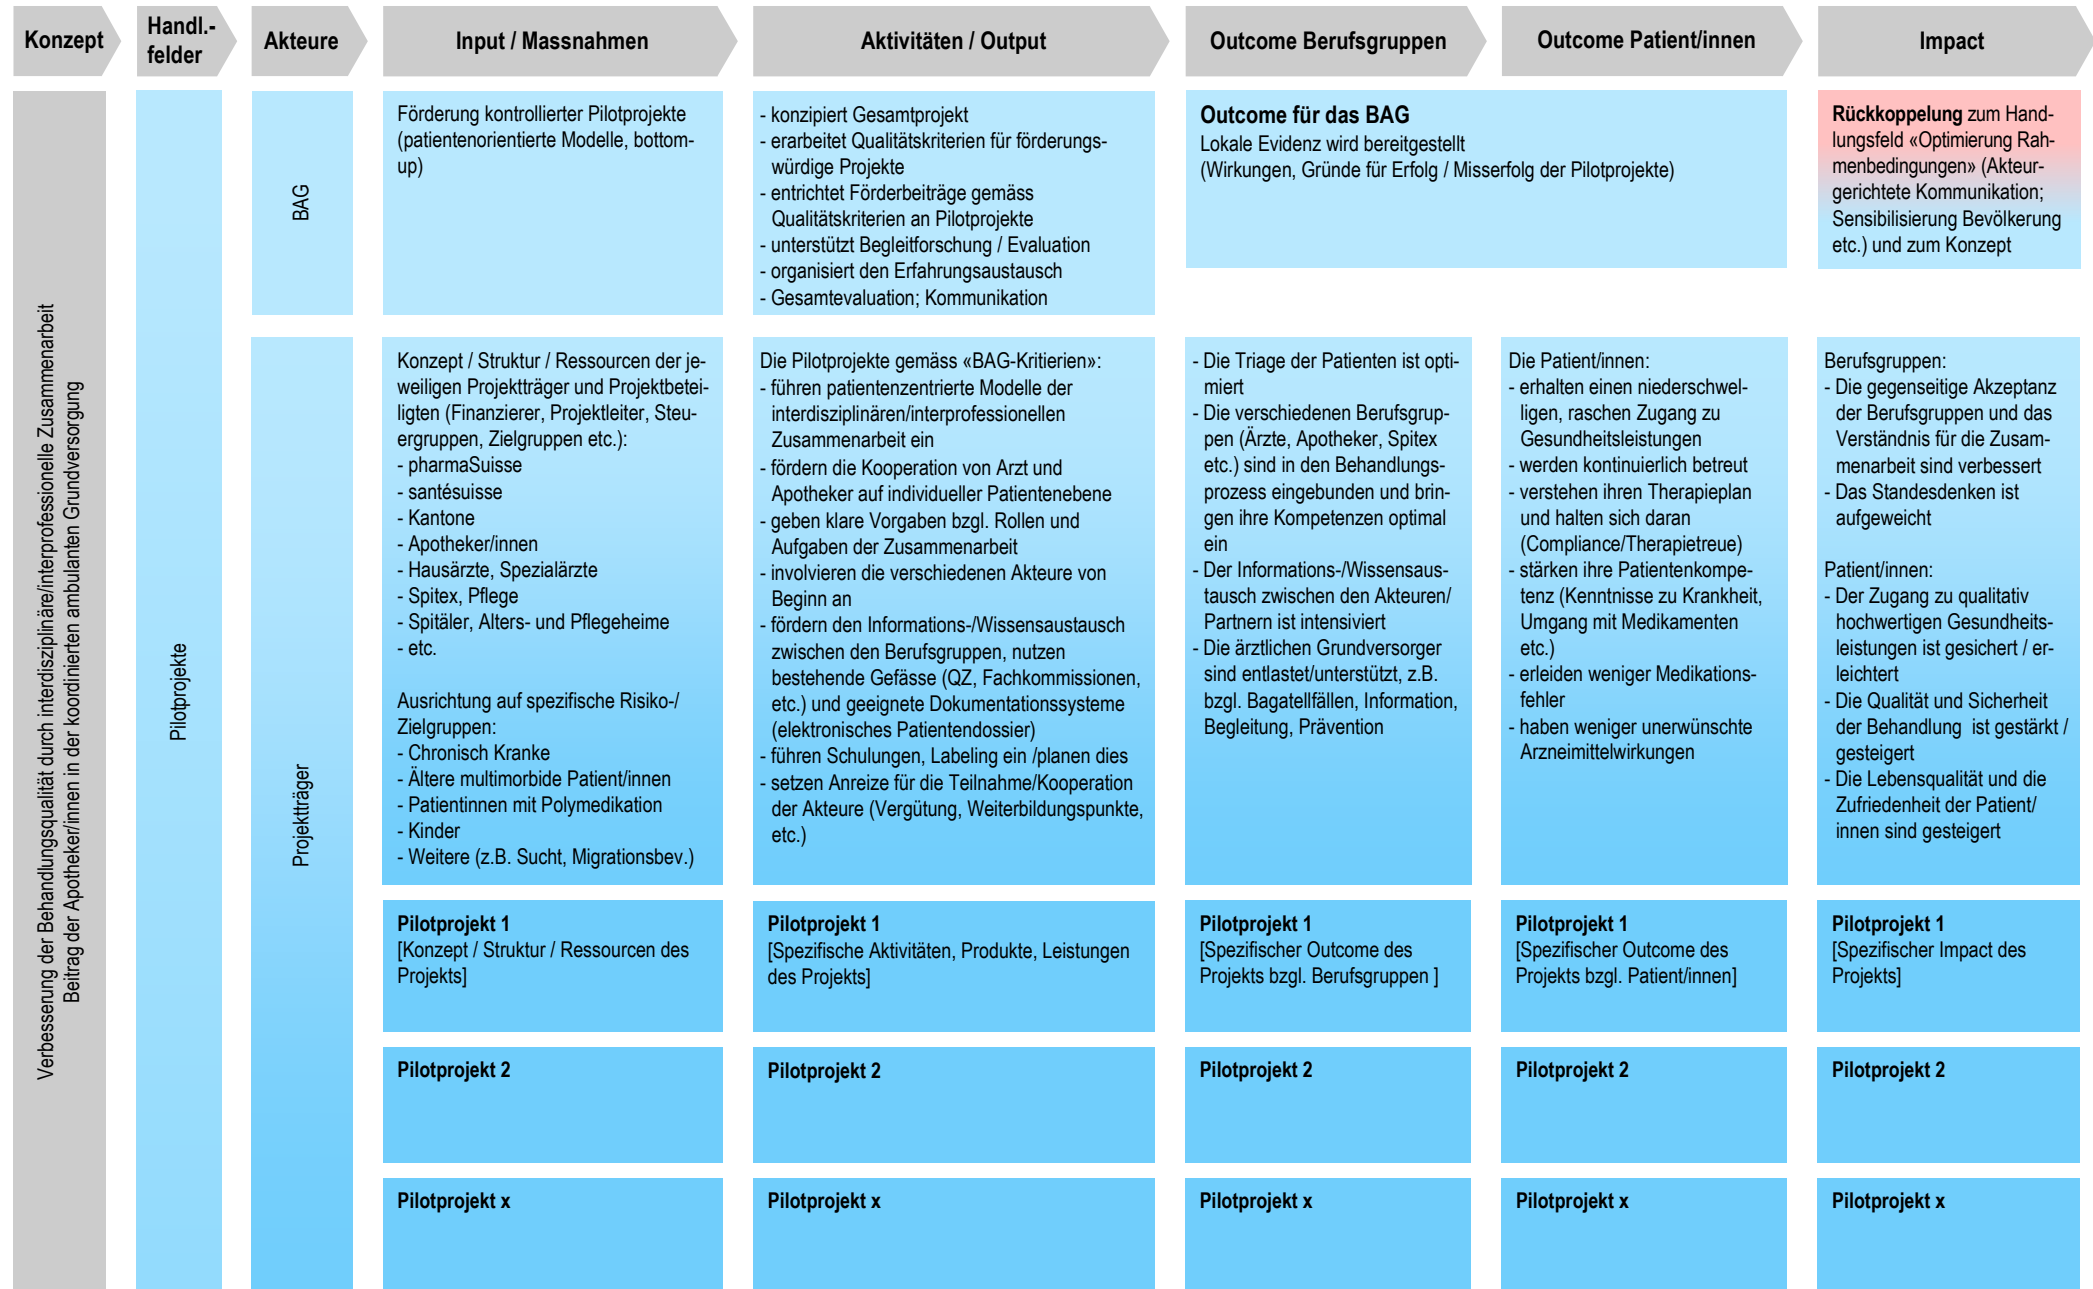 Konzept
Handl.-
felder
Akteure
Input / Massnahmen
Aktivitäten / Output
Outcome Berufsgruppen
Outcome Patient/innen
Impact
Verbesserung der Behandlungsqualität durch interdisziplinäre/interprofessionelle Zusammenarbeit
Beitrag der Apotheker/innen in der koordinierten ambulanten Grundversorgung
Pilotprojekte
BAG
Förderung kontrollierter Pilotprojekte
(patientenorientierte Modelle, bottom-
up)
- konzipiert Gesamtprojekt
- erarbeitet Qualitätskriterien für förderungs-
würdige Projekte
- entrichtet Förderbeiträge gemäss
Qualitätskriterien an Pilotprojekte
- unterstützt Begleitforschung / Evaluation
- organisiert den Erfahrungsaustausch
- Gesamtevaluation; Kommunikation
Outcome für das BAG
Lokale Evidenz wird bereitgestellt
(Wirkungen, Gründe für Erfolg / Misserfolg der Pilotprojekte)
Rückkoppelung zum Hand-
lungsfeld «Optimierung Rah-
menbedingungen» (Akteur-
gerichtete Kommunikation;
Sensibilisierung Bevölkerung
etc.) und zum Konzept
Projektträger
Konzept / Struktur / Ressourcen der je-
weiligen Projektträger und Projektbetei-
ligten (Finanzierer, Projektleiter, Steu-
ergruppen, Zielgruppen etc.):
- pharmaSuisse
- santésuisse
- Kantone
- Apotheker/innen
- Hausärzte, Spezialärzte
- Spitex, Pflege
- Spitäler, Alters- und Pflegeheime
- etc.
Ausrichtung auf spezifische Risiko-/
Zielgruppen:
- Chronisch Kranke
- Ältere multimorbide Patient/innen
- Patientinnen mit Polymedikation
- Kinder
- Weitere (z.B. Sucht, Migrationsbev.)
Die Pilotprojekte gemäss «BAG-Kritierien»:
- führen patientenzentrierte Modelle der
interdisziplinären/interprofessionellen
Zusammenarbeit ein
- fördern die Kooperation von Arzt und
Apotheker auf individueller Patientenebene
- geben klare Vorgaben bzgl. Rollen und
Aufgaben der Zusammenarbeit
- involvieren die verschiedenen Akteure von
Beginn an
- fördern den Informations-/Wissensaustausch
zwischen den Berufsgruppen, nutzen
bestehende Gefässe (QZ, Fachkommissionen,
etc.) und geeignete Dokumentationssysteme
(elektronisches Patientendossier)
- führen Schulungen, Labeling ein /planen dies
- setzen Anreize für die Teilnahme/Kooperation
der Akteure (Vergütung, Weiterbildungspunkte,
etc.)
- Die Triage der Patienten ist opti-
miert
- Die verschiedenen Berufsgrup-
pen (Ärzte, Apotheker, Spitex
etc.) sind in den Behandlungs-
prozess eingebunden und brin-
gen ihre Kompetenzen optimal
ein
- Der Informations-/Wissensaus-
tausch zwischen den Akteuren/
Partnern ist intensiviert
- Die ärztlichen Grundversorger
sind entlastet/unterstützt, z.B.
bzgl. Bagatellfällen, Information,
Begleitung, Prävention
Die Patient/innen:
- erhalten einen niederschwel-
ligen, raschen Zugang zu
Gesundheitsleistungen
- werden kontinuierlich betreut
- verstehen ihren Therapieplan
und halten sich daran
(Compliance/Therapietreue)
- stärken ihre Patientenkompe-
tenz (Kenntnisse zu Krankheit,
Umgang mit Medikamenten
etc.)
- erleiden weniger Medikations-
fehler
- haben weniger unerwünschte
Arzneimittelwirkungen
Berufsgruppen:
- Die gegenseitige Akzeptanz
der Berufsgruppen und das
Verständnis für die Zusam-
menarbeit sind verbessert
- Das Standesdenken ist
aufgeweicht
Patient/innen:
- Der Zugang zu qualitativ
hochwertigen Gesundheits-
leistungen ist gesichert / er-
leichtert
- Die Qualität und Sicherheit
der Behandlung  ist gestärkt /
gesteigert
- Die Lebensqualität und die
Zufriedenheit der Patient/
innen sind gesteigert
Pilotprojekt 1
[Konzept / Struktur / Ressourcen des
Projekts]
Pilotprojekt 1
[Spezifische Aktivitäten, Produkte, Leistungen
des Projekts]
Pilotprojekt 1
[Spezifischer Outcome des
Projekts bzgl. Berufsgruppen ]
Pilotprojekt 1
[Spezifischer Outcome des
Projekts bzgl. Patient/innen]
Pilotprojekt 1
[Spezifischer Impact des
Projekts]
Pilotprojekt 2
Pilotprojekt 2
Pilotprojekt 2
Pilotprojekt 2
Pilotprojekt 2
Pilotprojekt x
Pilotprojekt x
Pilotprojekt x
Pilotprojekt x
Pilotprojekt x